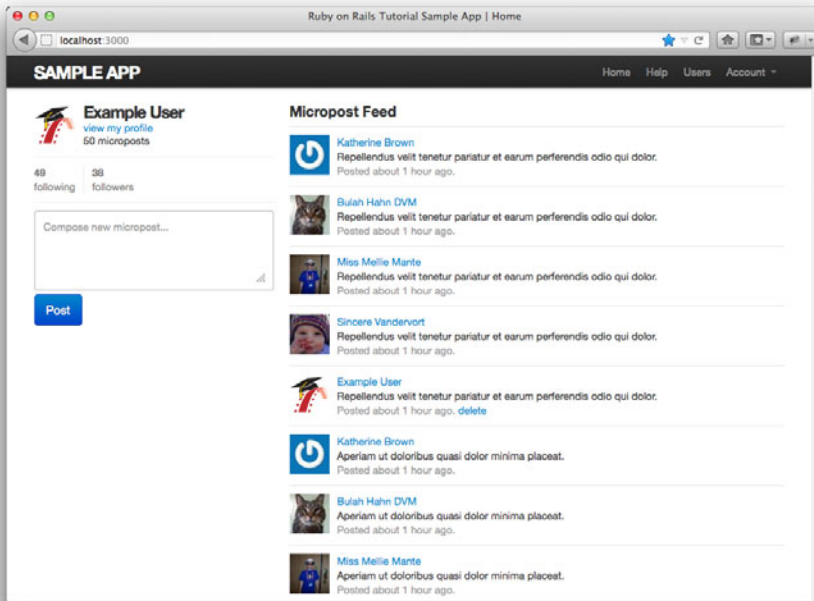 Ruby on Rails Tutorial Sample App | Home
localhost:3000
SAMPLE APP
Home Help Users Account
Example User
view my profile
50 microposts
49 following
38 followers
Compose new micropost...
Post
Micropost Feed
Katherine Brown
Repellendus velit tenetur pariatur et earum perferendis odio qui dolor.
Posted about 1 hour ago.
Bulah Hahn DVM
Repellendus velit tenetur pariatur et earum perferendis odio qui dolor.
Posted about 1 hour ago.
Miss Mellie Mante
Repellendus velit tenetur pariatur et earum perferendis odio qui dolor.
Posted about 1 hour ago.
Sincere Vandervort
Repellendus velit tenetur pariatur et earum perferendis odio qui dolor.
Posted about 1 hour ago.
Example User
Repellendus velit tenetur pariatur et earum perferendis odio qui dolor.
Posted about 1 hour ago. delete
Katherine Brown
Aperiam ut doloribus quasi dolor minima placeat.
Posted about 1 hour ago.
Bulah Hahn DVM
Aperiam ut doloribus quasi dolor minima placeat.
Posted about 1 hour ago.
Miss Mellie Mante
Aperiam ut doloribus quasi dolor minima placeat.
Posted about 1 hour ago.